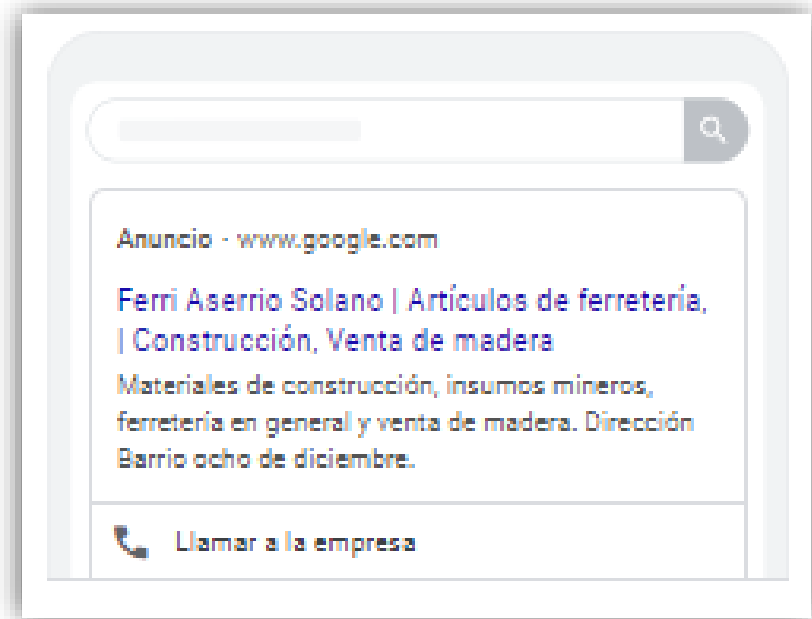 Anuncio - www.google.com
Ferri Aserrio Solano | Artículos de ferretería,
| Construcción, Venta de madera
Materiales de construcción, insumos mineros,
ferretería en general y venta de madera. Dirección
Barrio ocho de diciembre.
Llamar a la empresa